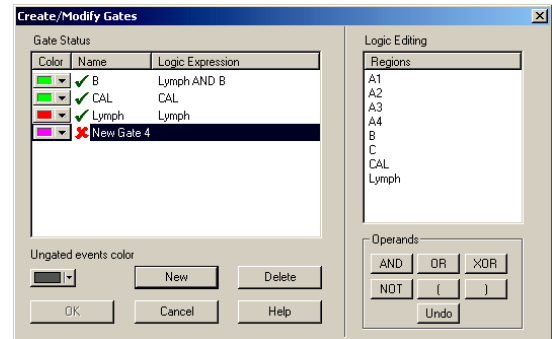 Create/Modify Gates
Gate Status
Color Name Logic Expression
B Lymph AND B
CAL CAL
Lymph Lymph
New Gate 4
Ungated events color
New Delete
OK Cancel Help
Logic Editing
Regions
A1
A2
A3
A4
B
C
CAL
Lymph
Operands
AND OR XOR
NOT ( )
Undo